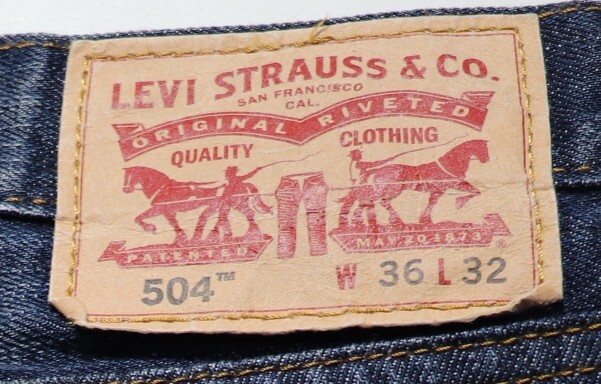 LEVI STRAUSS & CO.
SAN FRANCISCO
CAL.
ORIGINAL RIVETED
QUALITY CLOTHING
PATENTED MAY 20 1873 ®
504™ W 36 L 32